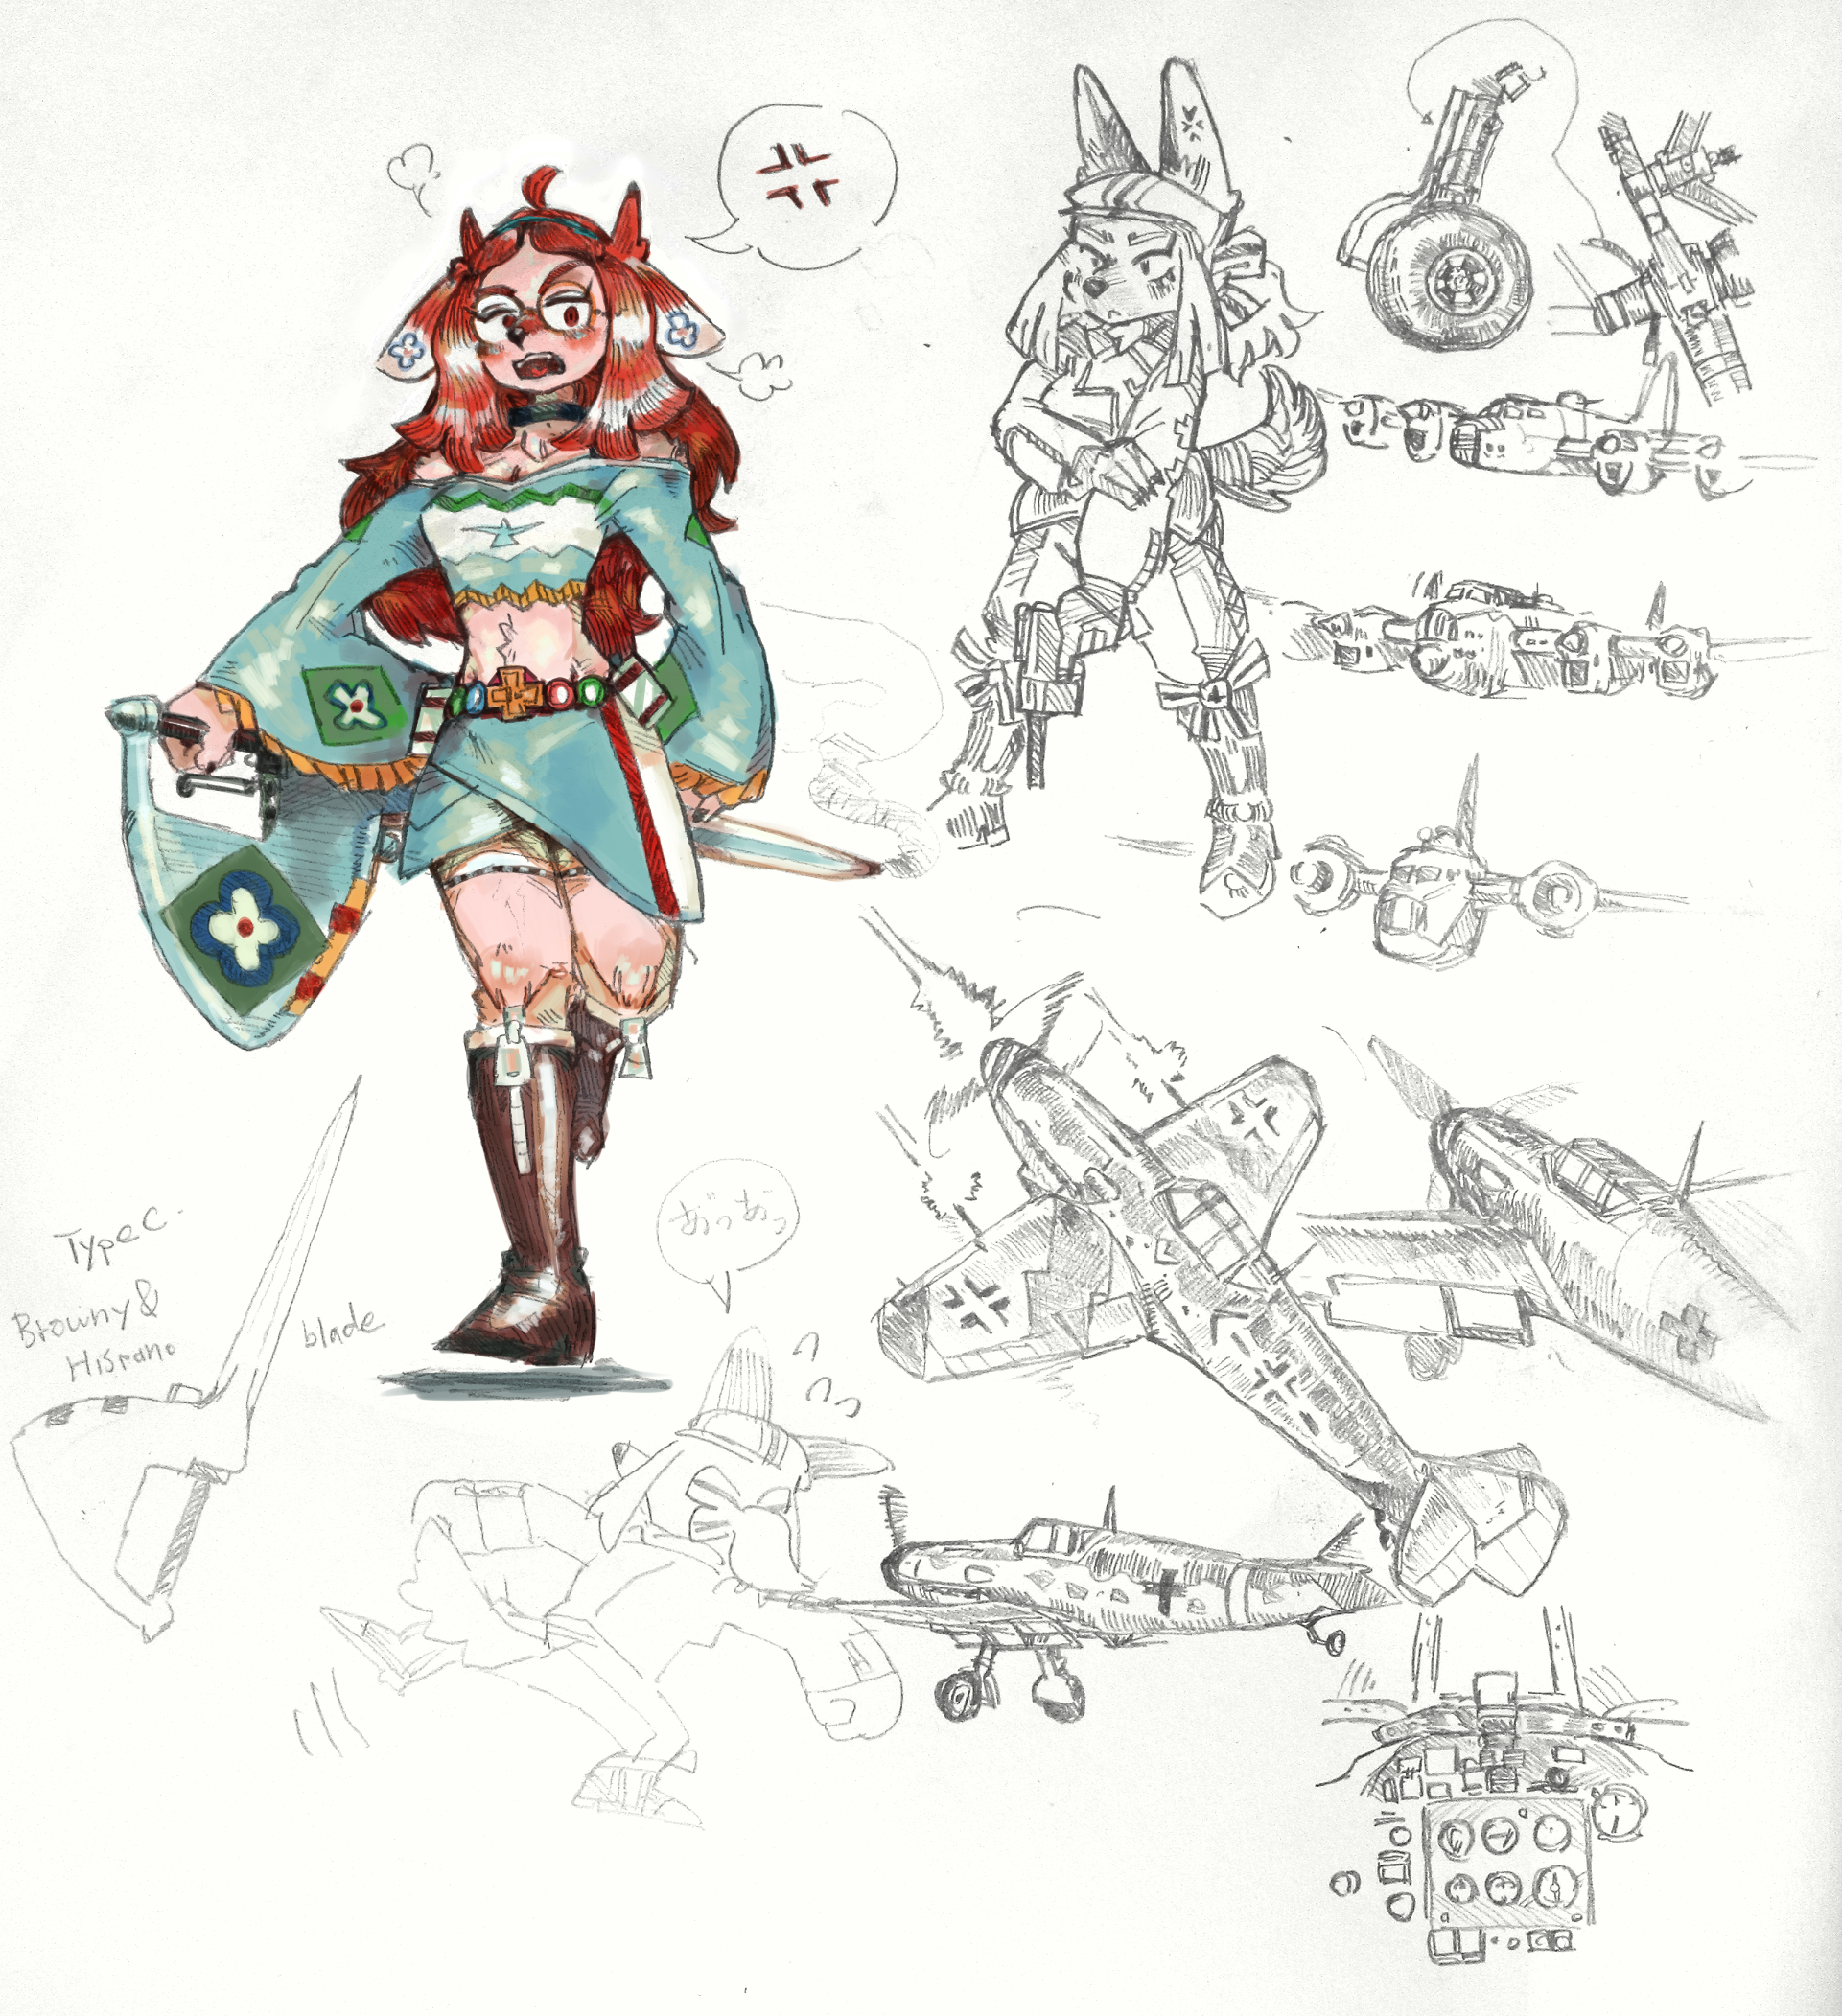 おっおっ
Type C.
Browny &
Hispano
blade